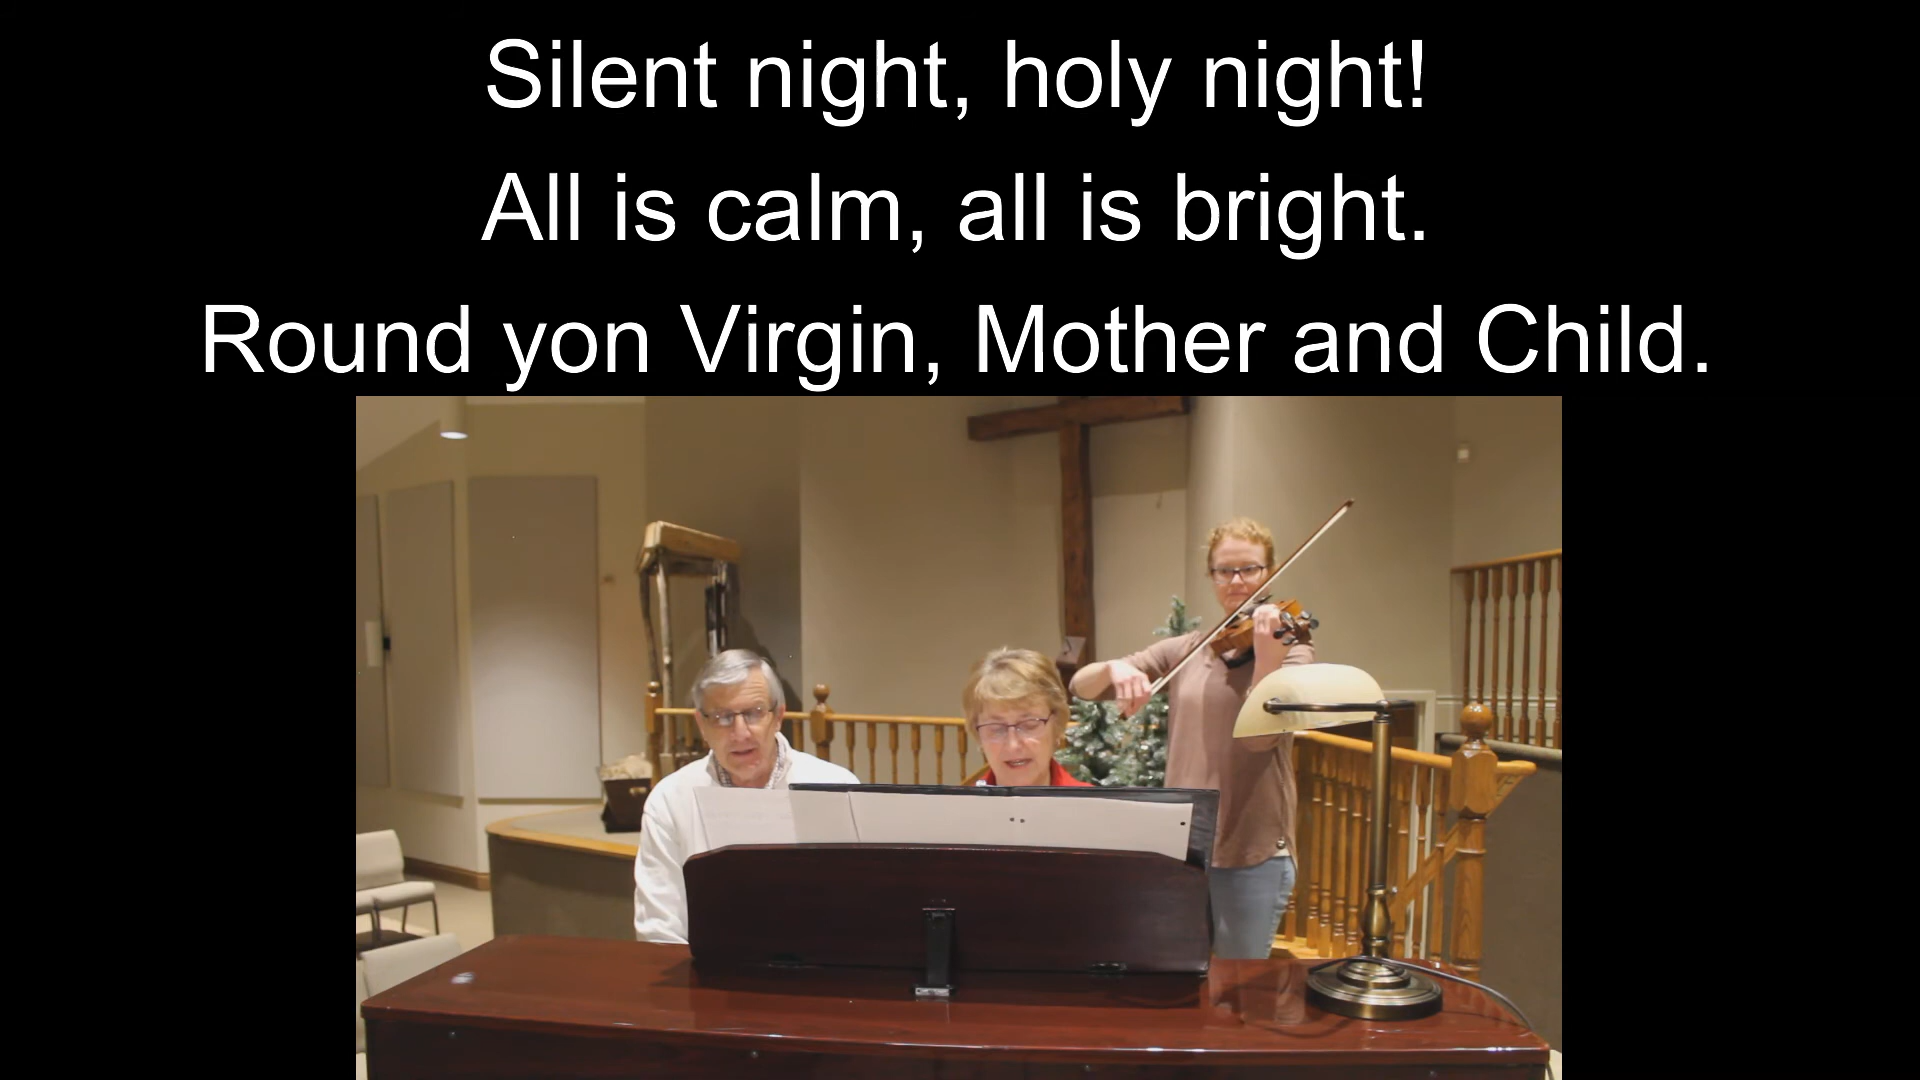 Silent night, holy night!
All is calm, all is bright.
Round yon Virgin, Mother and Child.